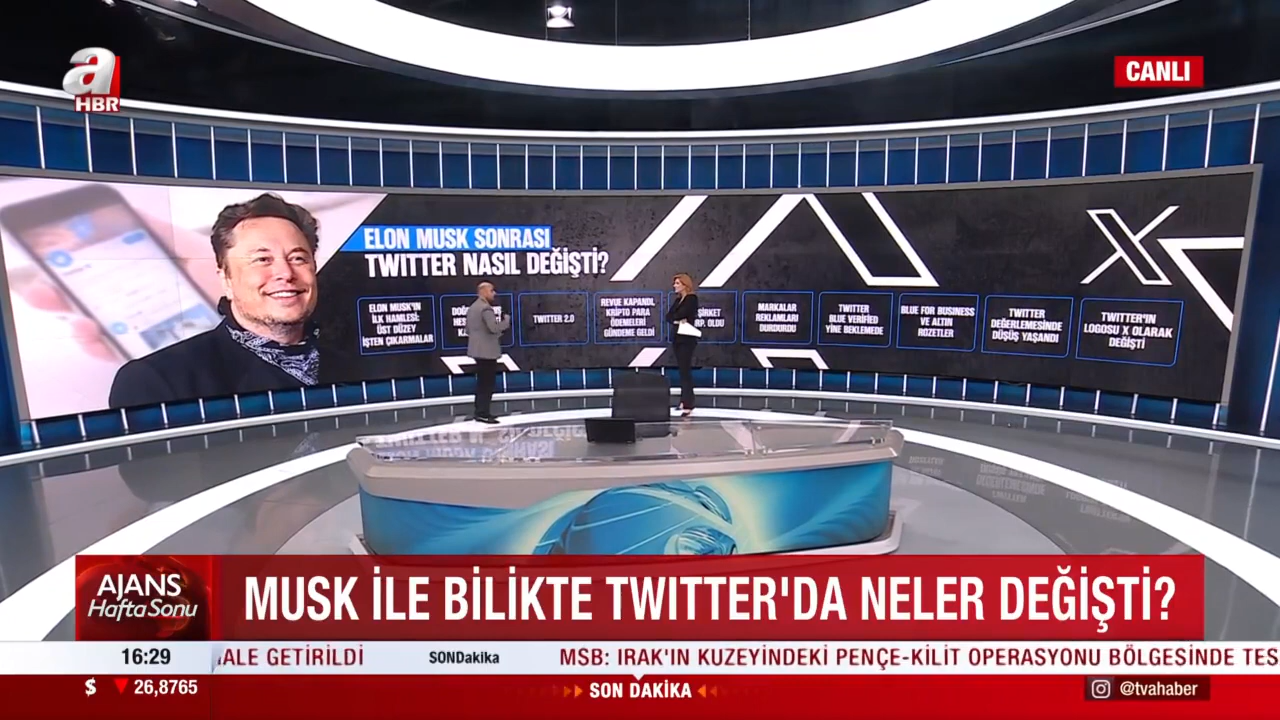 a
HBR
CANLI
ELON MUSK SONRASI
TWITTER NASIL DEĞİŞTİ?
ELON MUSK'IN
İLK HAMLESİ:
ÜST DÜZEY
İŞTEN ÇIKARMALAR
TWITTER 2.0
REVUE KAPANDI,
KRİPTO PARA
ÖDEMELERİ
GÜNDEME GELDİ
ŞİRKET
OLDU
MARKALAR
REKLAMLARI
DURDURDU
TWITTER
BLUE VERIFIED
YİNE BEKLEMEDE
BLUE FOR BUSINESS
VE ALTIN
ROZETLER
TWITTER
DEĞERLEMESİNDE
DÜŞÜŞ YAŞANDI
TWITTER'IN
LOGOSU X OLARAK
DEĞİŞTİ
X
AJANS
Hafta Sonu
MUSK İLE BİLİKTE TWITTER'DA NELER DEĞİŞTİ?
16:29 ALE GETİRİLDİ SONDakika MSB: IRAK'IN KUZEYİNDEKİ PENÇE-KİLİT OPERASYONU BÖLGESİNDE TES
$ 26,8765 SON DAKİKA @tvahaber